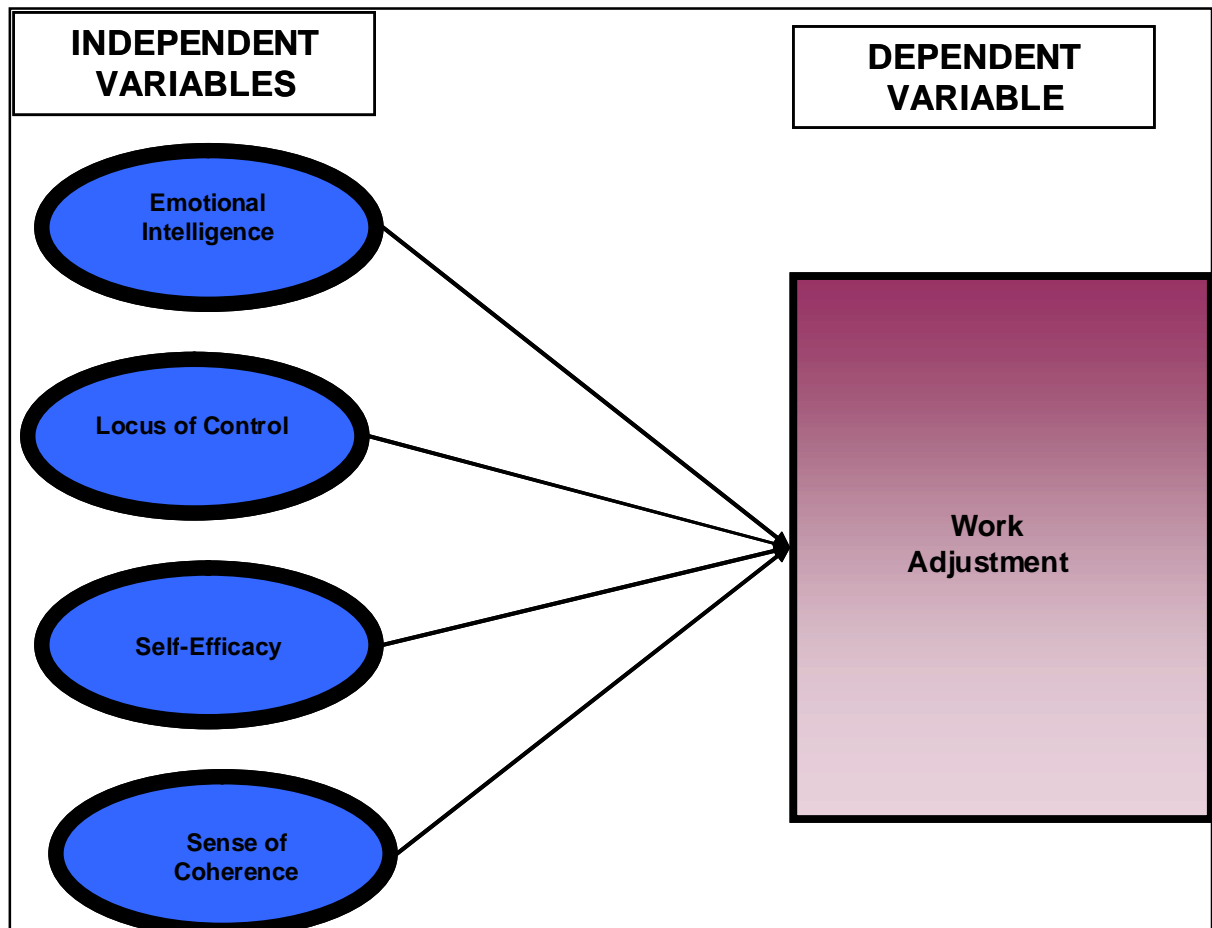 INDEPENDENT
VARIABLES
DEPENDENT
VARIABLE
Emotional
Intelligence
Locus of Control
Self-Efficacy
Sense of
Coherence
Work
Adjustment